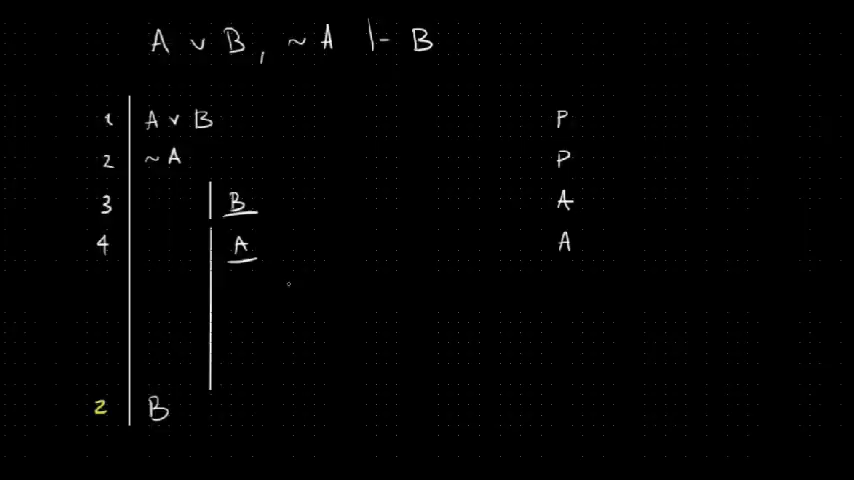 A ∨ B, ~ A |- B
1 A ∨ B P
2 ~ A P
3 B A
4 A A
2 B